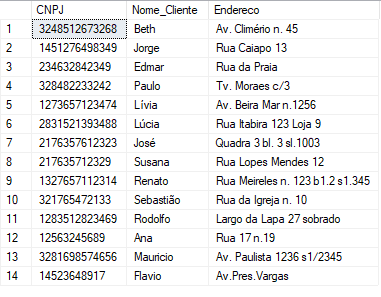 CNPJ Nome_Cliente Endereco
1 3248512673268 Beth Av. Climério n. 45
2 1451276498349 Jorge Rua Caiapo 13
3 234632842349 Edmar Rua da Praia
4 328482233242 Paulo Tv. Moraes c/3
5 1273657123474 Lívia Av. Beira Mar n.1256
6 2831521393488 Lúcia Rua Itabira 123 Loja 9
7 2176357612323 José Quadra 3 bl. 3 sl.1003
8 217635712329 Susana Rua Lopes Mendes 12
9 1327657112314 Renato Rua Meireles n. 123 b1.2 s1.345
10 321765472133 Sebastião Rua da Igreja n. 10
11 1283512823469 Rodolfo Largo da Lapa 27 sobrado
12 12563245689 Ana Rua 17 n.19
13 3281698574656 Mauricio Av. Paulista 1236 s1/2345
14 14523648917 Flavio Av.Pres.Vargas